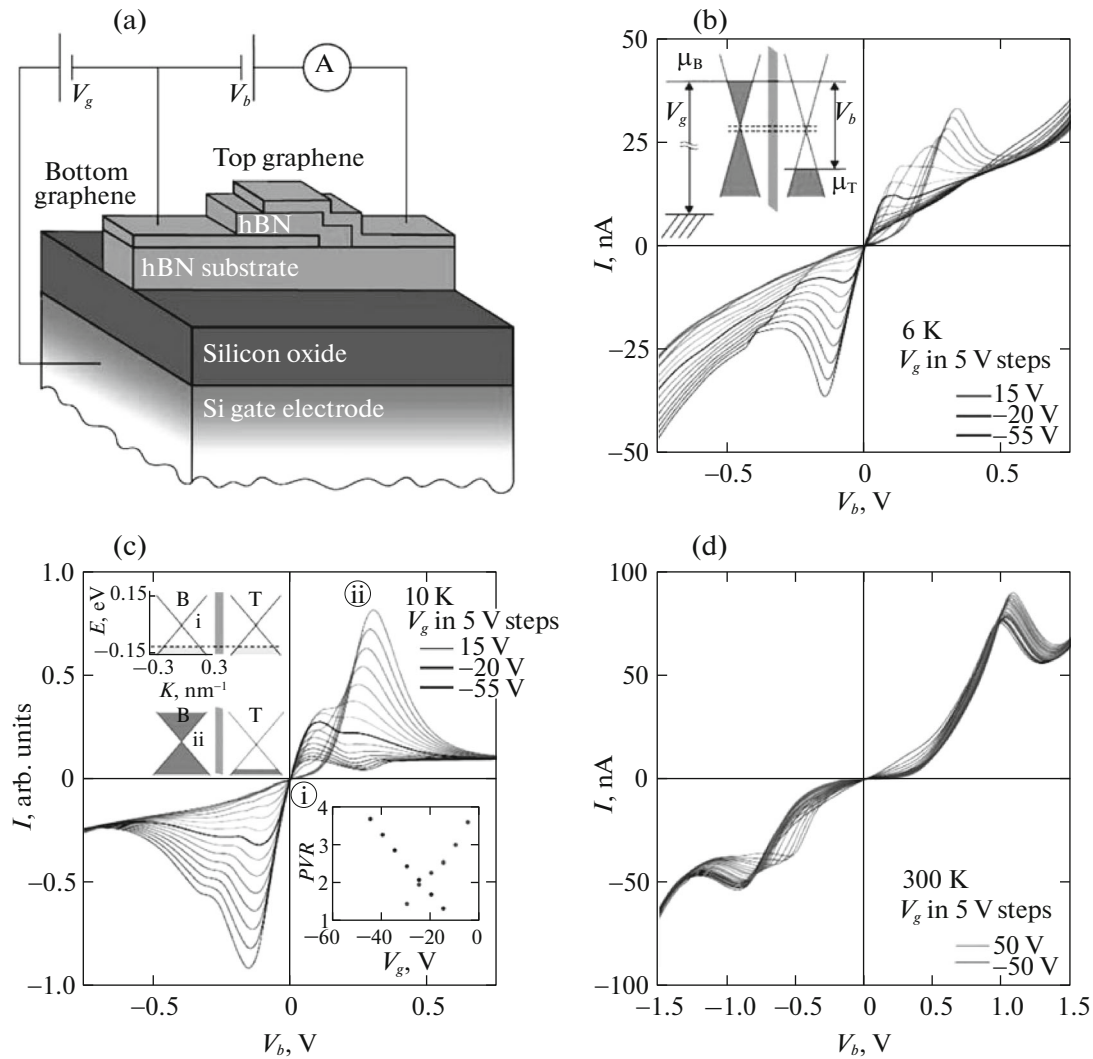 (a)
A
V_g
V_b
Top graphene
Bottom
graphene
hBN
hBN substrate
Silicon oxide
Si gate electrode
(b)
50
25
0
−25
−50
I, nA
μ_B
V_g
V_b
μ_T
6 K
V_g in 5 V steps
15 V
−20 V
−55 V
−0.5
0
0.5
V_b, V
(c)
1.0
0.5
0
−0.5
−1.0
I, arb. units
0.15
−0.15
E, eV
B
T
i
−0.3
0.3
K, nm⁻¹
B
T
ii
ii
10 K
V_g in 5 V steps
15 V
−20 V
−55 V
i
4
3
2
1
PVR
−60
−40
−20
0
V_g, V
−0.5
0
0.5
V_b, V
(d)
100
50
0
−50
−100
I, nA
300 K
V_g in 5 V steps
50 V
−50 V
−1.5
−1.0
−0.5
0
0.5
1.0
1.5
V_b, V